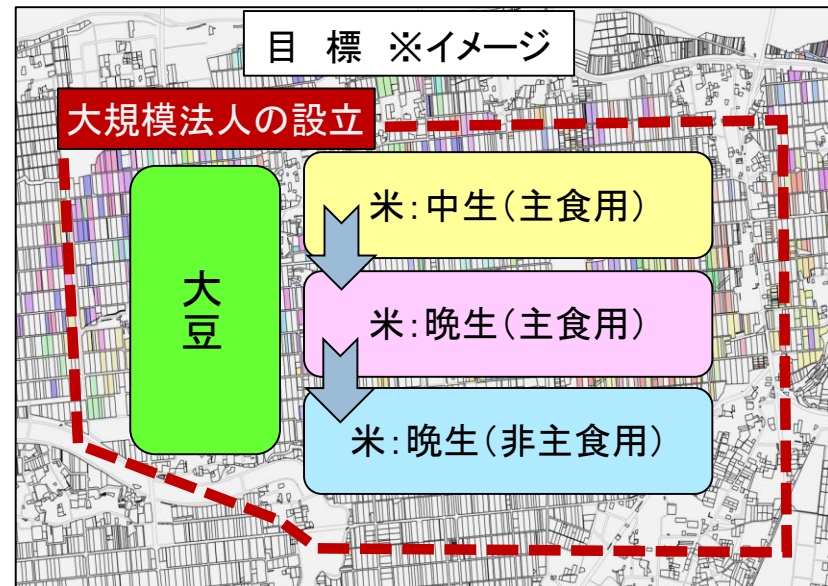 目 標 ※イメージ
大規模法人の設立
大豆
米：中生（主食用）
米：晩生（主食用）
米：晩生（非主食用）